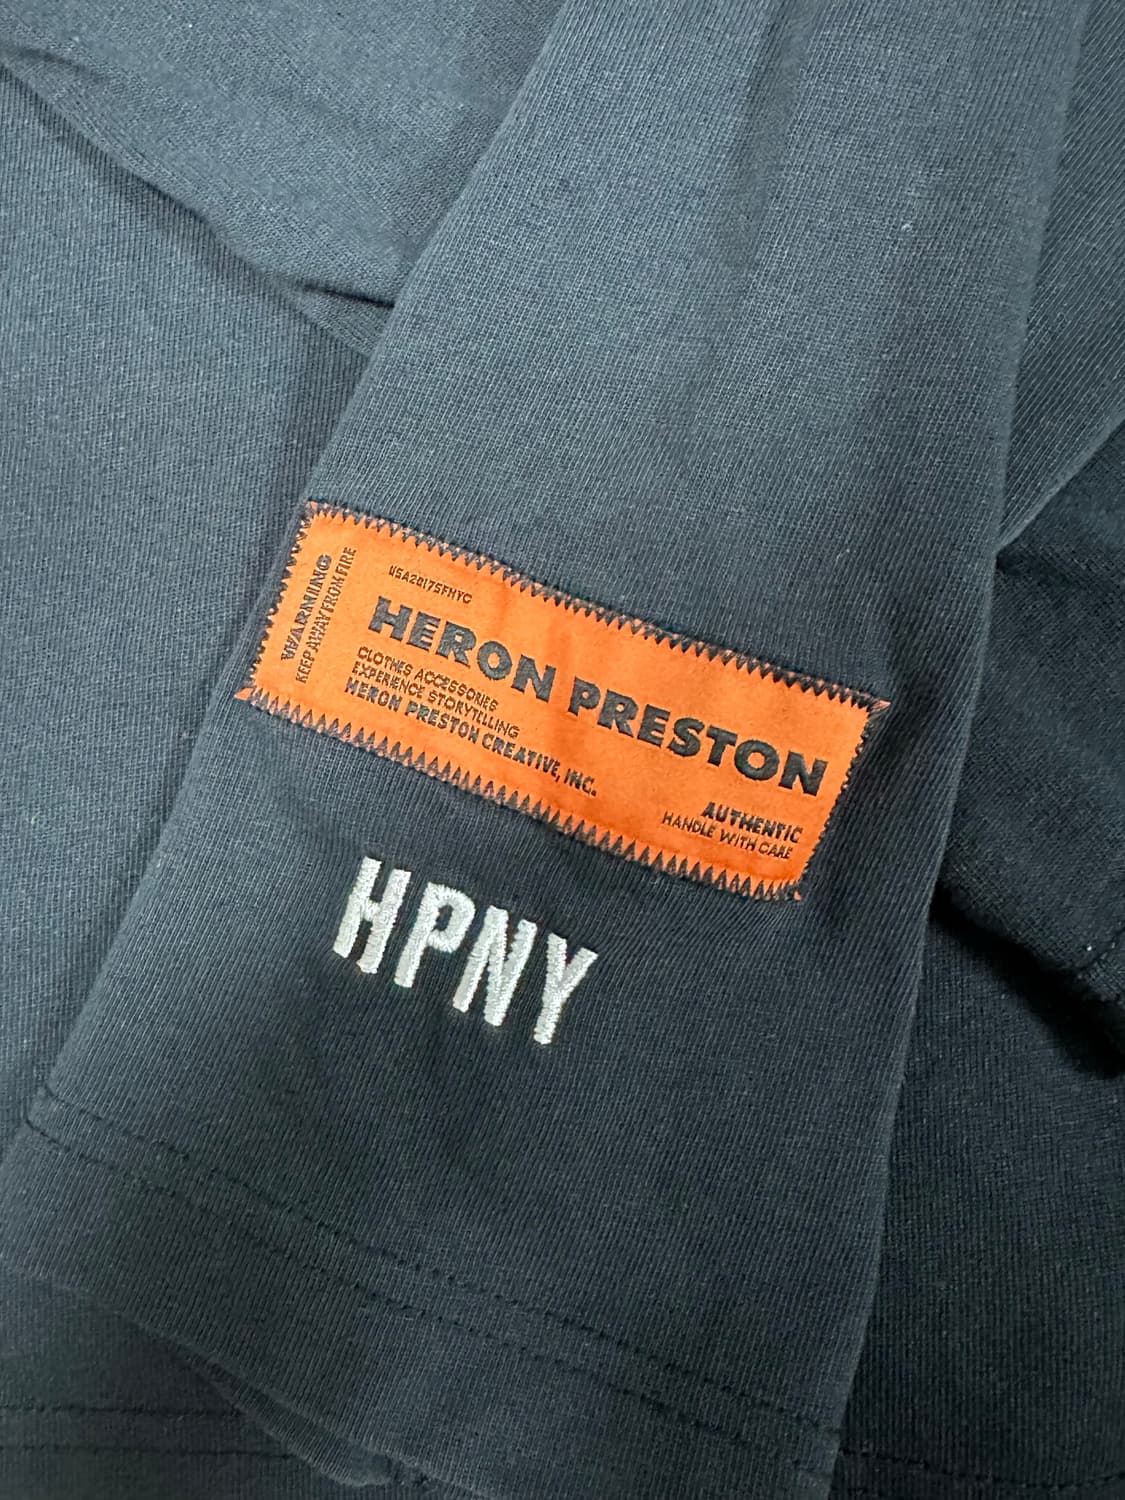 WARNING
KEEP AWAY FROM FIRE
USA2017SFHYC
HERON PRESTON
CLOTHES ACCESSORIES
EXPERIENCE STORYTELLING
HERON PRESTON CREATIVE, INC.
AUTHENTIC
HANDLE WITH CARE
HPNY